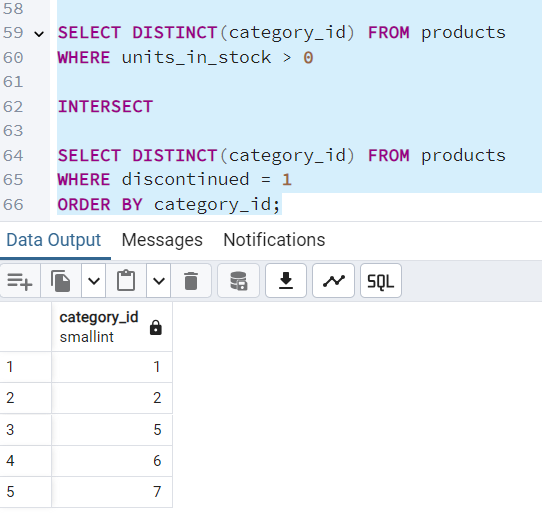 58
59 SELECT DISTINCT(category_id) FROM products
60 WHERE units_in_stock > 0
61
62 INTERSECT
63
64 SELECT DISTINCT(category_id) FROM products
65 WHERE discontinued = 1
66 ORDER BY category_id;
Data Output Messages Notifications
SQL
category_id
smallint
1 1
2 2
3 5
4 6
5 7